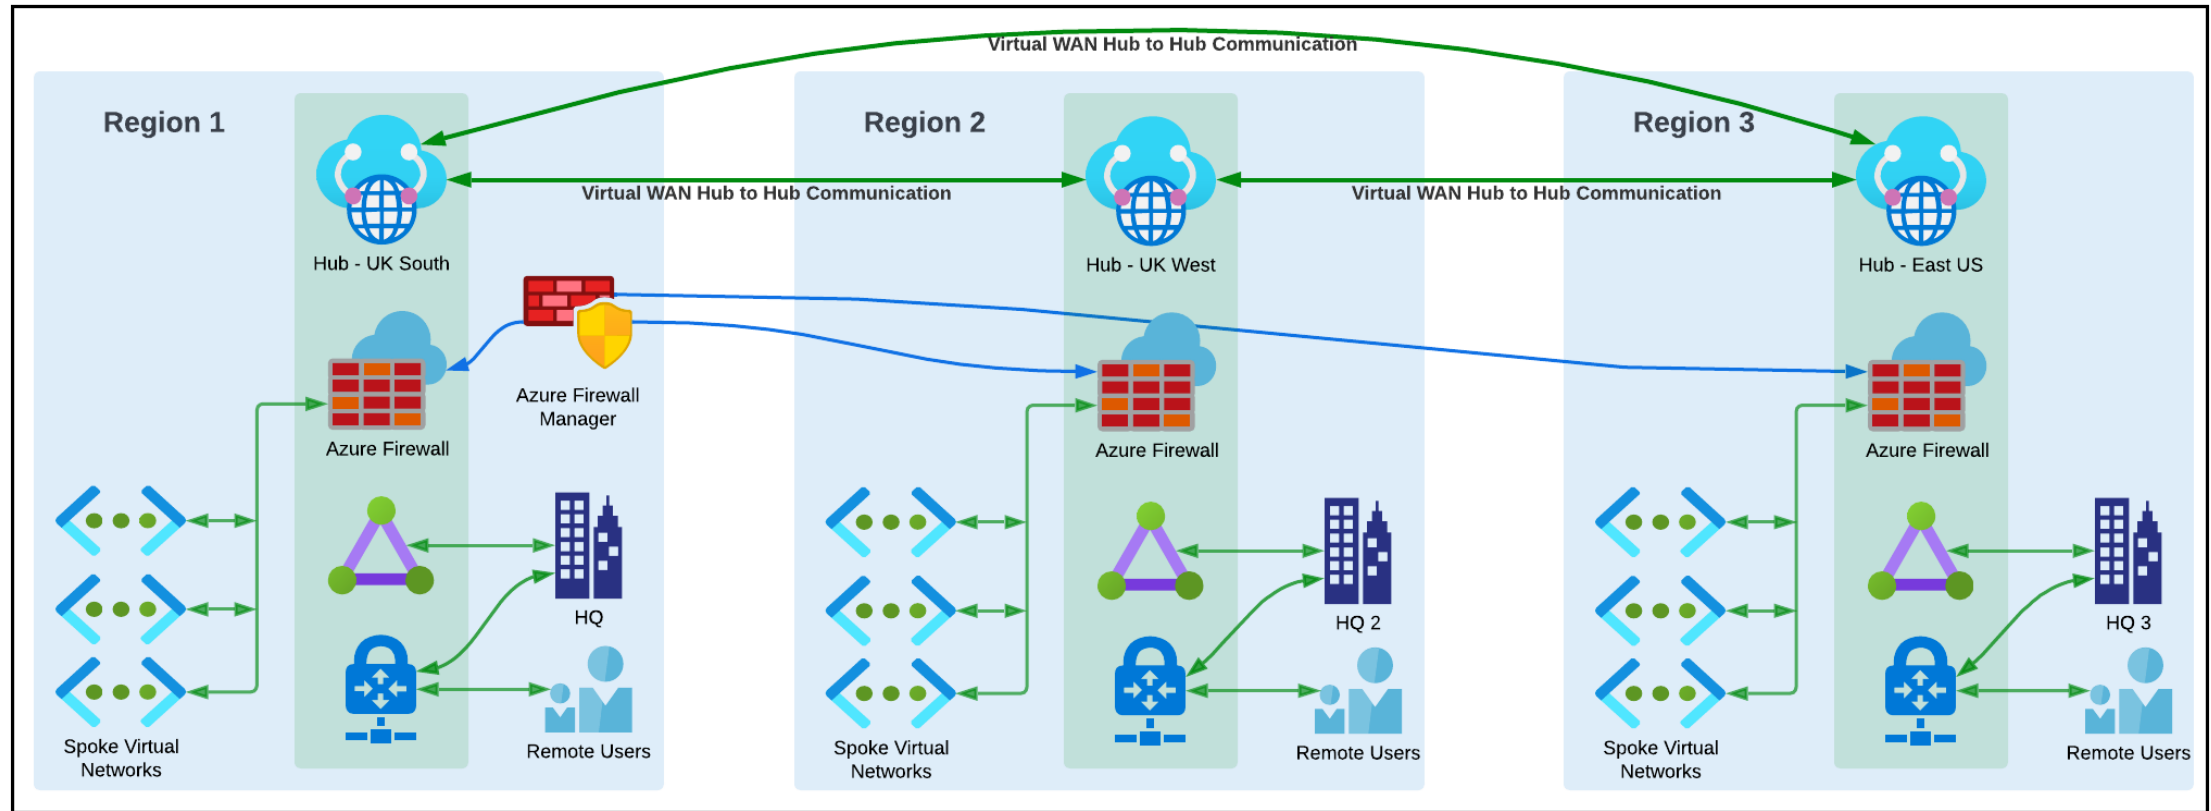 Virtual WAN Hub to Hub Communication
Region 1
Region 2
Region 3
Virtual WAN Hub to Hub Communication
Virtual WAN Hub to Hub Communication
Hub - UK South
Hub - UK West
Hub - East US
Azure Firewall
Manager
Azure Firewall
Azure Firewall
Azure Firewall
HQ
HQ 2
HQ 3
Spoke Virtual
Networks
Remote Users
Spoke Virtual
Networks
Remote Users
Spoke Virtual
Networks
Remote Users